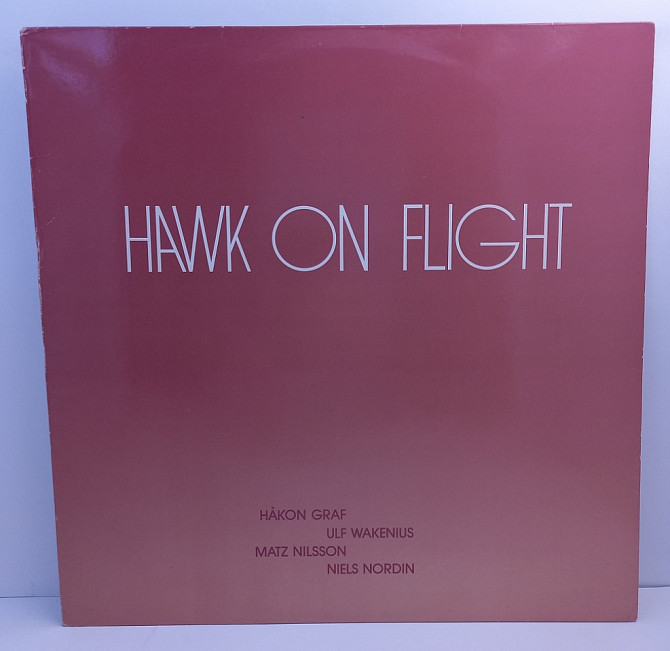 HAWK ON FLIGHT
HÅKON GRAF
ULF WAKENIUS
MATZ NILSSON
NIELS NORDIN